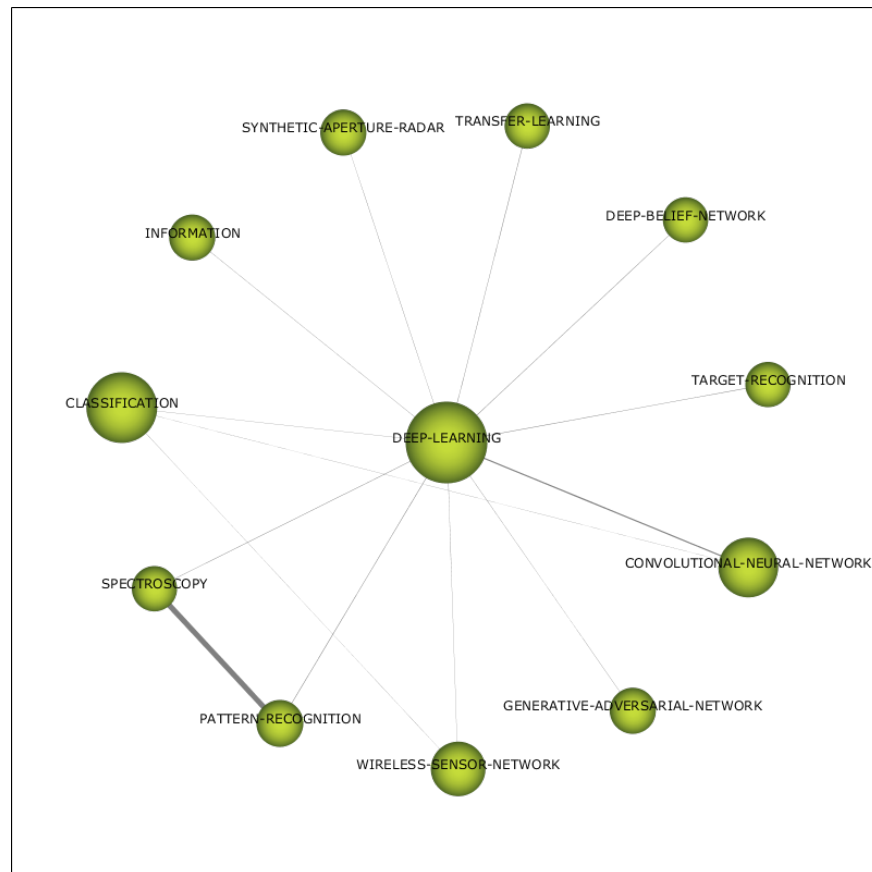 TRANSFER-LEARNING
SYNTHETIC-APERTURE-RADAR
DEEP-BELIEF-NETWORK
INFORMATION
TARGET-RECOGNITION
CLASSIFICATION
DEEP-LEARNING
CONVOLUTIONAL-NEURAL-NETWORK
SPECTROSCOPY
GENERATIVE-ADVERSARIAL-NETWORK
PATTERN-RECOGNITION
WIRELESS-SENSOR-NETWORK